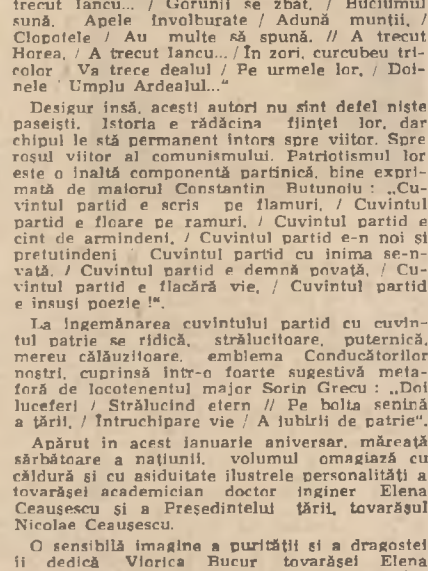 trecut Iancu... / Gorunii se zbat, / Buciumul
sună. Apele învolburate / Adună munții, /
Clopotele / Au multe să spună. // A trecut
Horea, / A trecut Iancu... / În zori, curcubeu tri-
color Va trece dealul / Pe urmele lor, / Doi-
nele Umplu Ardealul..."
Desigur însă, acești autori nu sînt defel niște
paseiști. Istoria e rădăcina ființei lor, dar
chipul le stă permanent întors spre viitor. Spre
roșul viitor al comunismului. Patriotismul lor
este o înaltă componentă partinică, bine expri-
mată de maiorul Constantin Butunoiu : „Cu-
vîntul partid e scris pe flamuri, / Cuvîntul
partid e floare pe ramuri, / Cuvîntul partid e
cînt de armindeni, / Cuvîntul partid e-n noi și
pretutindeni Cuvîntul partid cu inima se-n-
vață, / Cuvîntul partid e demnă povață, / Cu-
vîntul partid e flacără vie, / Cuvîntul partid
e însuși poezie !".
La îngemănarea cuvîntului partid cu cuvîn-
tul patrie se ridică, strălucitoare, puternică,
mereu călăuzitoare, emblema Conducătorilor
noștri, cuprinsă într-o foarte sugestivă meta-
foră de locotenentul major Sorin Grecu : „Doi
luceferi / Strălucind etern // Pe bolta senină
a țării, / Întruchipare vie / A iubirii de patrie".
Apărut în acest ianuarie aniversar, măreață
sărbătoare a națiunii, volumul omagiază cu
căldură și cu asiduitate ilustrele personalități a
tovarășei academician doctor inginer Elena
Ceaușescu și a Președintelui țării, tovarășul
Nicolae Ceaușescu.
O sensibilă imagine a purității și a dragostei
îi dedică Viorica Bucur tovarășei Elena